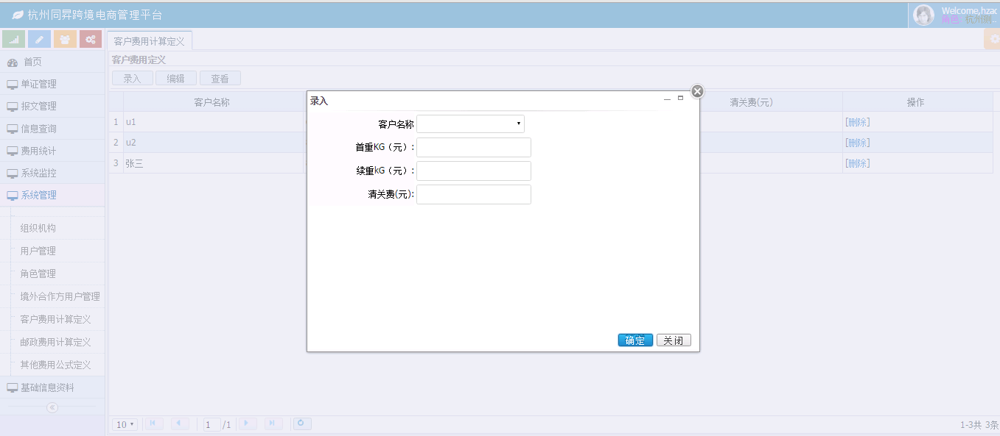 杭州同昇跨境电商管理平台
Welcome,hzac
角色: 杭州测..
首页
单证管理
报文管理
信息查询
费用统计
系统监控
系统管理
组织机构
用户管理
角色管理
境外合作方用户管理
客户费用计算定义
邮政费用计算定义
其他费用公式定义
基础信息资料
客户费用计算定义
客户费用定义
录入 编辑 查看
客户名称 清关费(元) 操作
1 u1 [删除]
2 u2 [删除]
3 张三 [删除]
录入
客户名称
首重KG（元）:
续重kG（元）:
清关费(元):
确定 关闭
10 1 /1 1-3共 3条